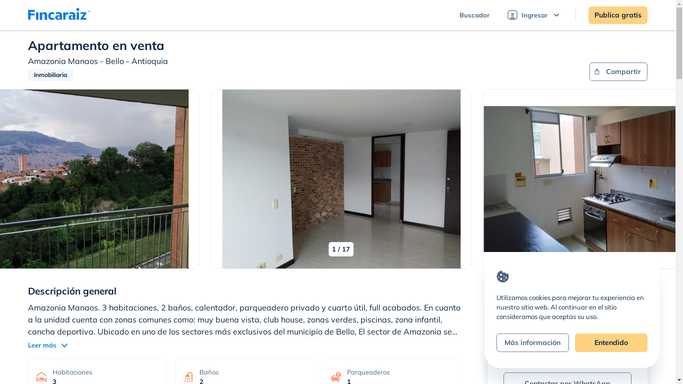 Fincaraiz
Buscador
Ingresar
Publica gratis
Apartamento en venta
Amazonia Manaos - Bello - Antioquia
Inmobiliaria
Compartir
1 / 17
Descripción general
Amazonia Manaos. 3 habitaciones, 2 baños, calentador, parqueadero privado y cuarto útil, full acabados. En cuanto
a la unidad cuenta con zonas comunes como: muy buena vista, club house, zonas verdes, piscinas, zona infantil,
cancha deportiva. Ubicado en uno de los sectores más exclusivos del municipio de Bello, El sector de Amazonia se...
Leer más
Habitaciones
3
Baños
2
Parqueaderos
1
Utilizamos cookies para mejorar tu experiencia en
nuestro sitio web. Al continuar en el sitio
consideramos que aceptas su uso.
Más información
Entendido
Contactar por WhatsApp